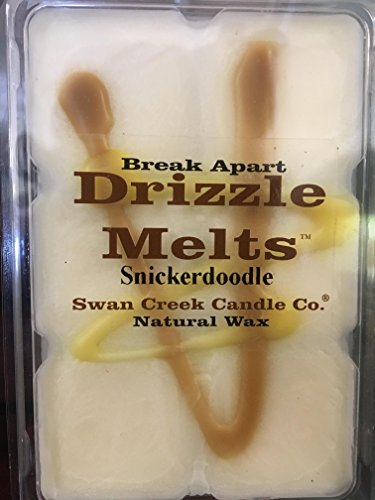 Break Apart
Drizzle
Melts™
Snickerdoodle
Swan Creek Candle Co.®
Natural Wax